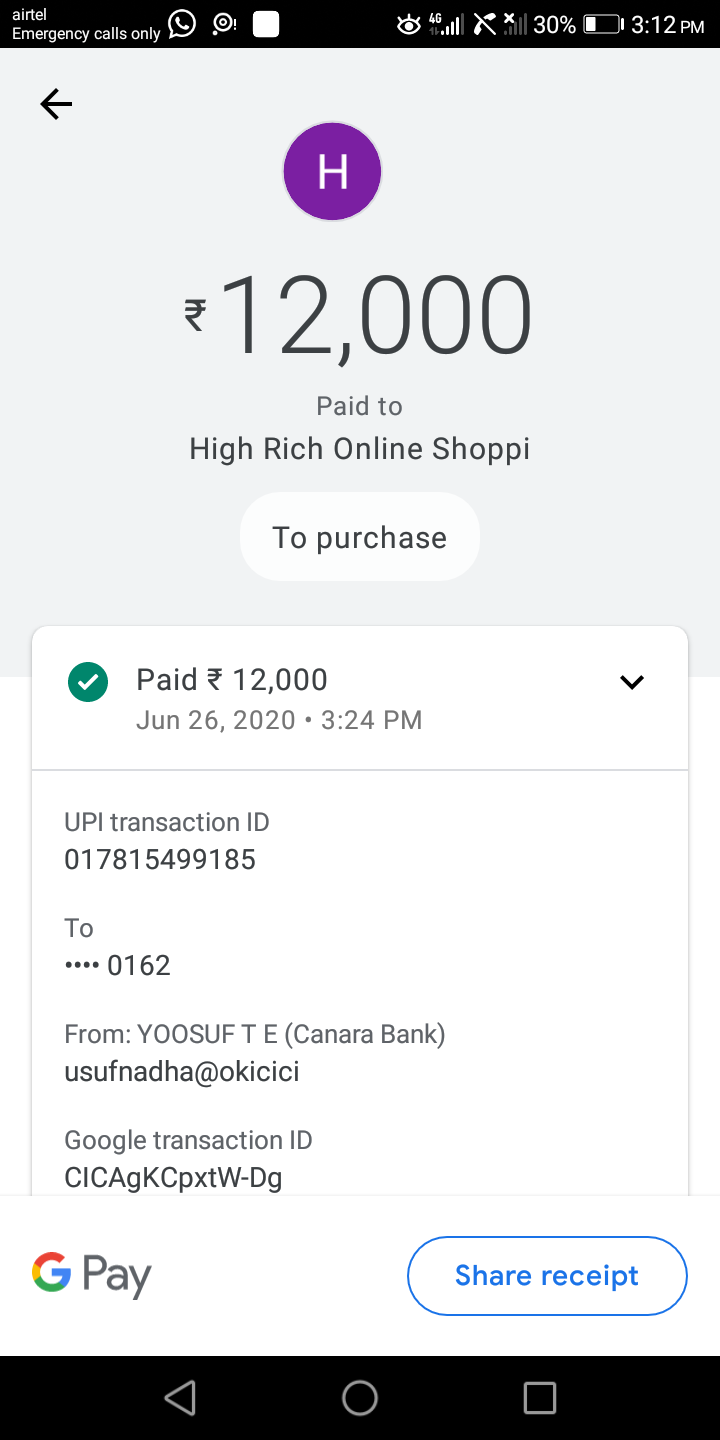 airtel
Emergency calls only
4G 30% 3:12 PM
H
₹12,000
Paid to
High Rich Online Shoppi
To purchase
Paid ₹ 12,000
Jun 26, 2020 • 3:24 PM
UPI transaction ID
017815499185
To
•••• 0162
From: YOOSUF T E (Canara Bank)
usufnadha@okicici
Google transaction ID
CICAgKCpxtW-Dg
G Pay
Share receipt